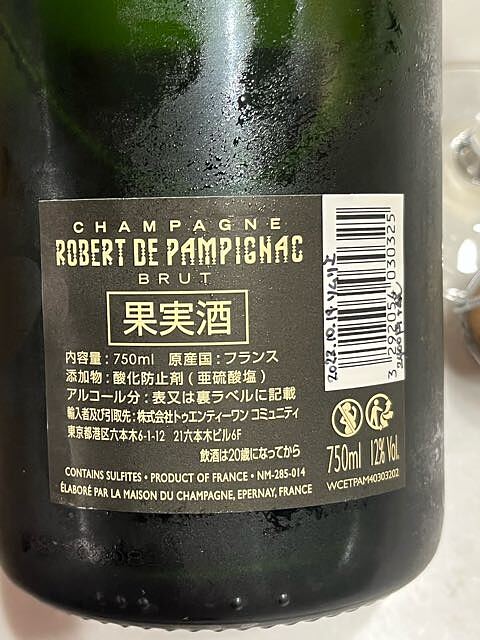 CHAMPAGNE
ROBERT DE PAMPIGNAC
BRUT
果実酒
内容量：750ml 原産国：フランス
添加物：酸化防止剤（亜硫酸塩）
アルコール分：表又は裏ラベルに記載
輸入者及び引取先：株式会社トゥエンティーワン コミュニティ
東京都港区六本木6-1-12 21六本木ビル6F
飲酒は20歳になってから
CONTAINS SULFITES • PRODUCT OF FRANCE • NM-285-014
ÉLABORÉ PAR LA MAISON DU CHAMPAGNE, EPERNAY, FRANCE
3 292054 030325
750ml 12% Vol.
WCETPAM40303202